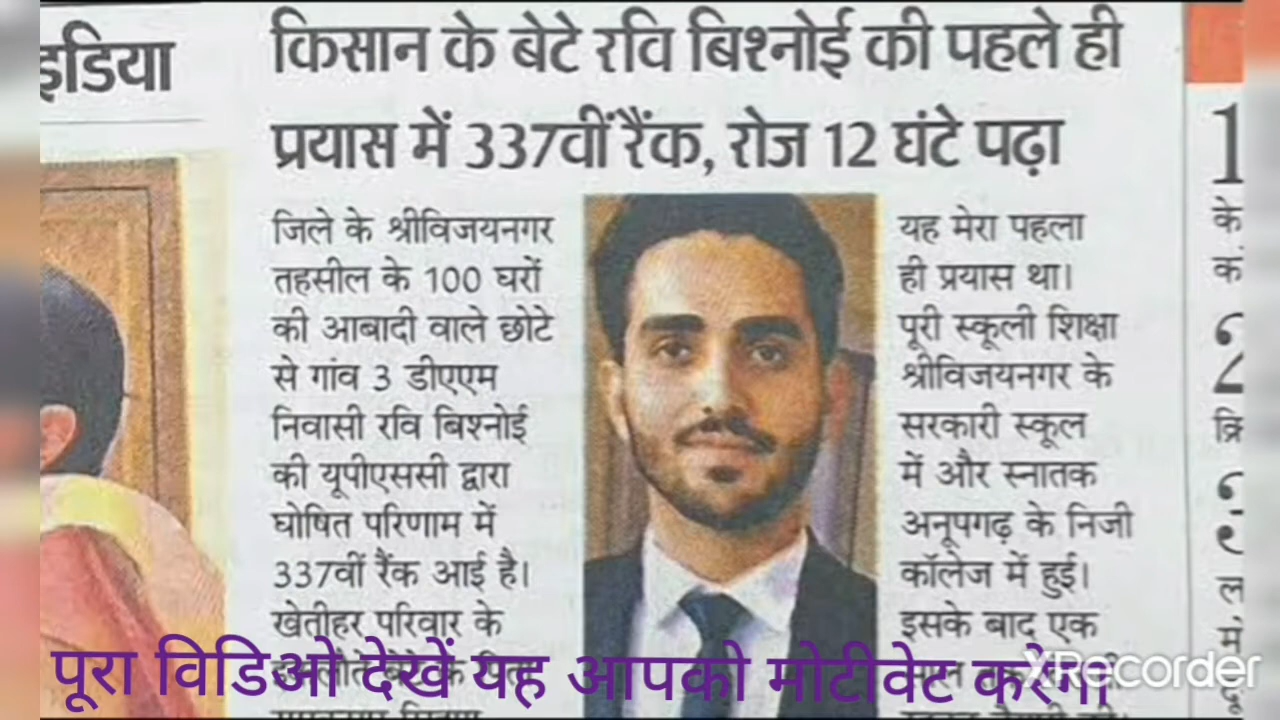 इंडिया
किसान के बेटे रवि बिश्नोई की पहले ही
प्रयास में 337वीं रैंक, रोज 12 घंटे पढ़ा
जिले के श्रीविजयनगर
तहसील के 100 घरों
की आबादी वाले छोटे
से गांव 3 डीएएम
निवासी रवि बिश्नोई
की यूपीएससी द्वारा
घोषित परिणाम में
337वीं रैंक आई है।
खेतीहर परिवार के
यह मेरा पहला
ही प्रयास था।
पूरी स्कूली शिक्षा
श्रीविजयनगर के
सरकारी स्कूल
में और स्नातक
अनूपगढ़ के निजी
कॉलेज में हुई।
इसके बाद एक
पूरा विडिओ देखें यह आपको मोटीवेट करेगा
XRecorder